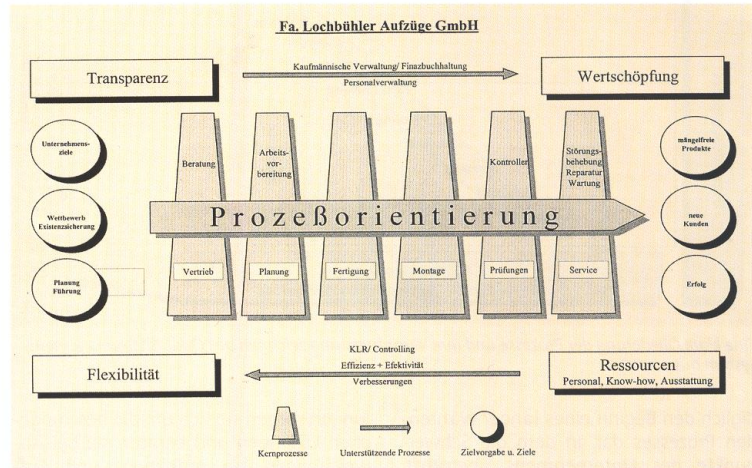 Fa. Lochbühler Aufzüge GmbH
Transparenz
Kaufmännische Verwaltung/ Finazbuchhaltung
Personalverwaltung
Wertschöpfung
Unternehmens-
ziele
Wettbewerb
Existenzsicherung
Planung
Führung
Beratung
Arbeits-
vor-
bereitung
Kontroller
Störungs-
behebung
Reparatur
Wartung
Prozeßorientierung
Vertrieb
Planung
Fertigung
Montage
Prüfungen
Service
mängelfreie
Produkte
neue
Kunden
Erfolg
Flexibilität
KLR/ Controlling
Effizienz + Efektivität
Verbesserungen
Ressourcen
Personal, Know-how, Ausstattung
Kernprozesse
Unterstützende Prozesse
Zielvorgabe u. Ziele